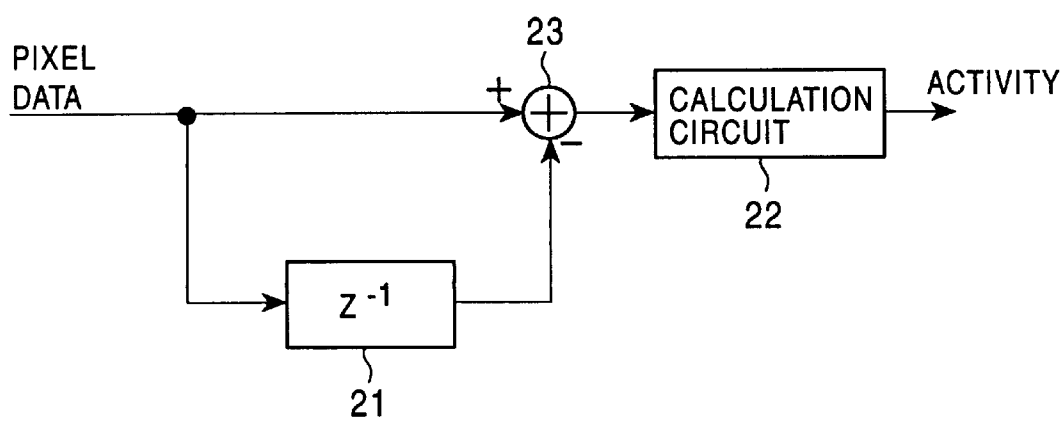 23
PIXEL
DATA
+
+
−
CALCULATION
CIRCUIT
ACTIVITY
22
Z -1
21